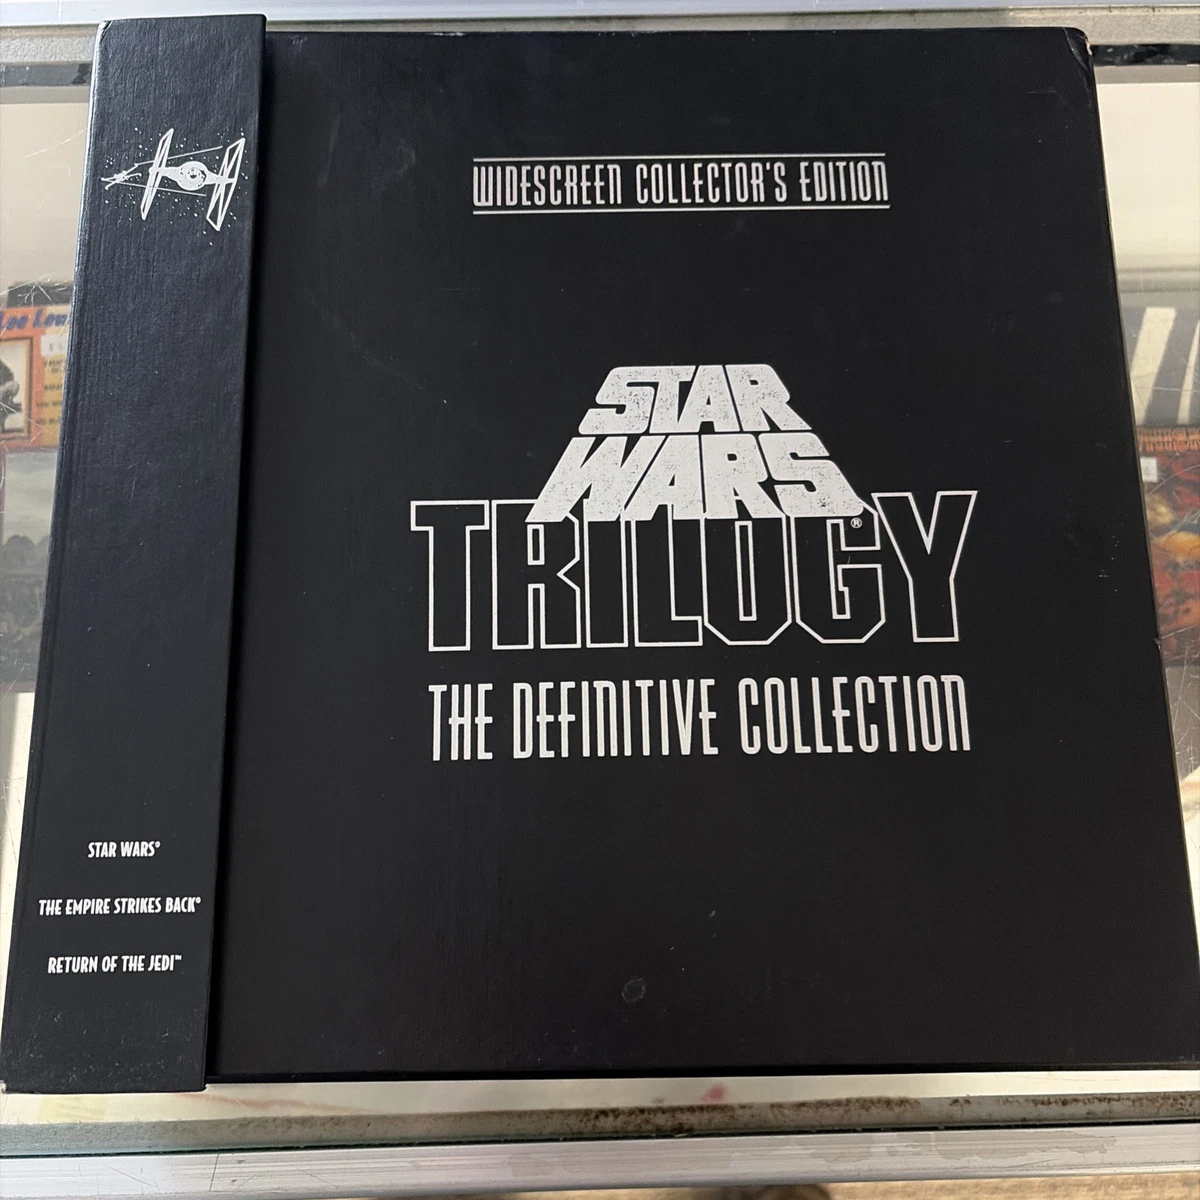 WIDESCREEN COLLECTOR'S EDITION
STAR
WARS
TRILOGY®
THE DEFINITIVE COLLECTION
STAR WARS®
THE EMPIRE STRIKES BACK®
RETURN OF THE JEDI™